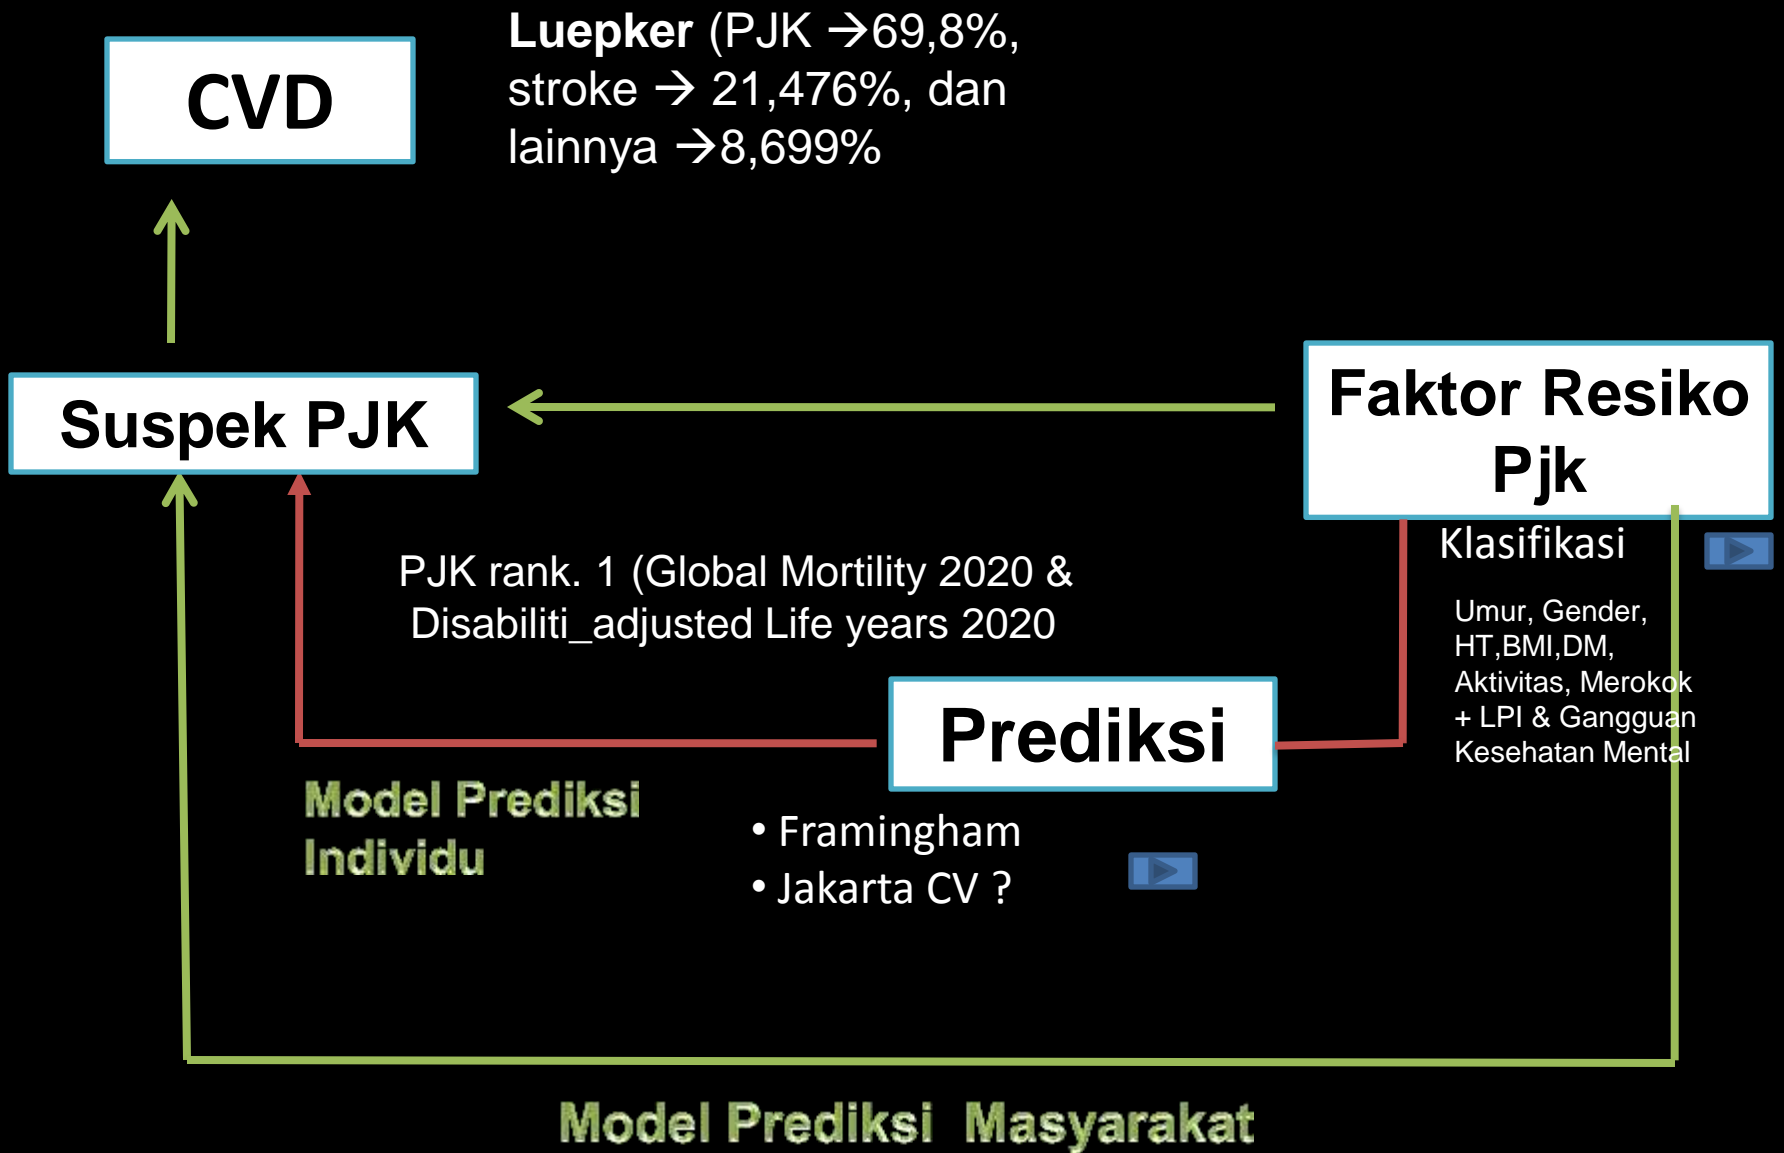 CVD
Luepker (PJK →69,8%,
stroke → 21,476%, dan
lainnya →8,699%
Suspek PJK
Faktor Resiko
Pjk
Klasifikasi
Umur, Gender,
HT,BMI,DM,
Aktivitas, Merokok
+ LPI & Gangguan
Kesehatan Mental
PJK rank. 1 (Global Mortility 2020 &
Disabiliti_adjusted Life years 2020
Prediksi
Model Prediksi
Individu
• Framingham
• Jakarta CV ?
Model Prediksi Masyarakat